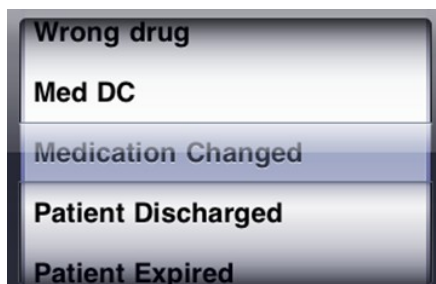 Wrong drug
Med DC
Medication Changed
Patient Discharged
Patient Expired